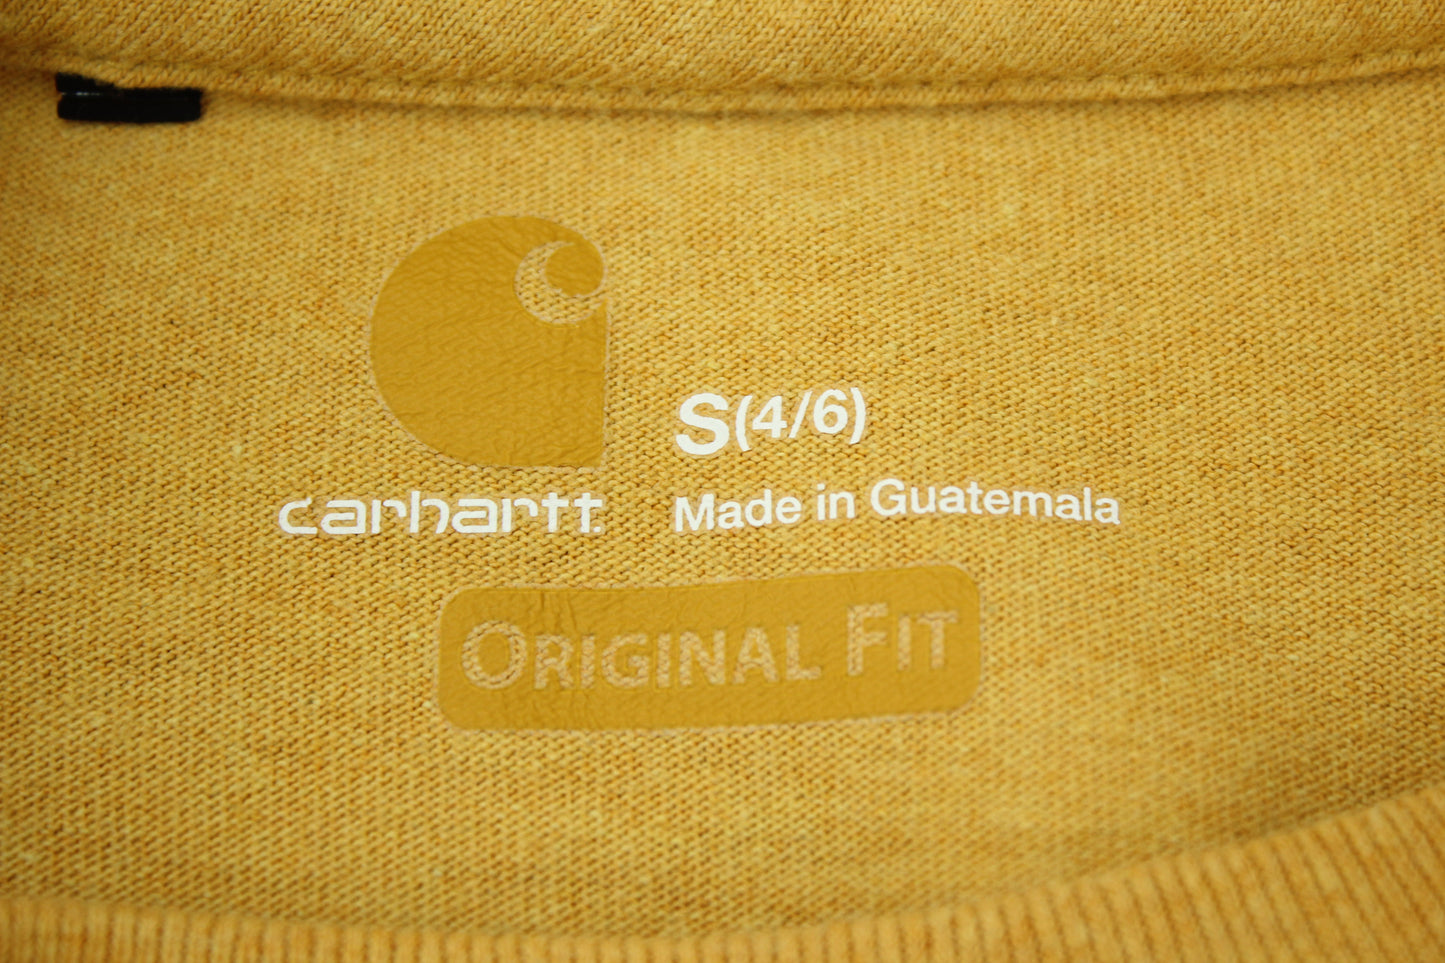 S(4/6)
carhartt.
Made in Guatemala
ORIGINAL FIT